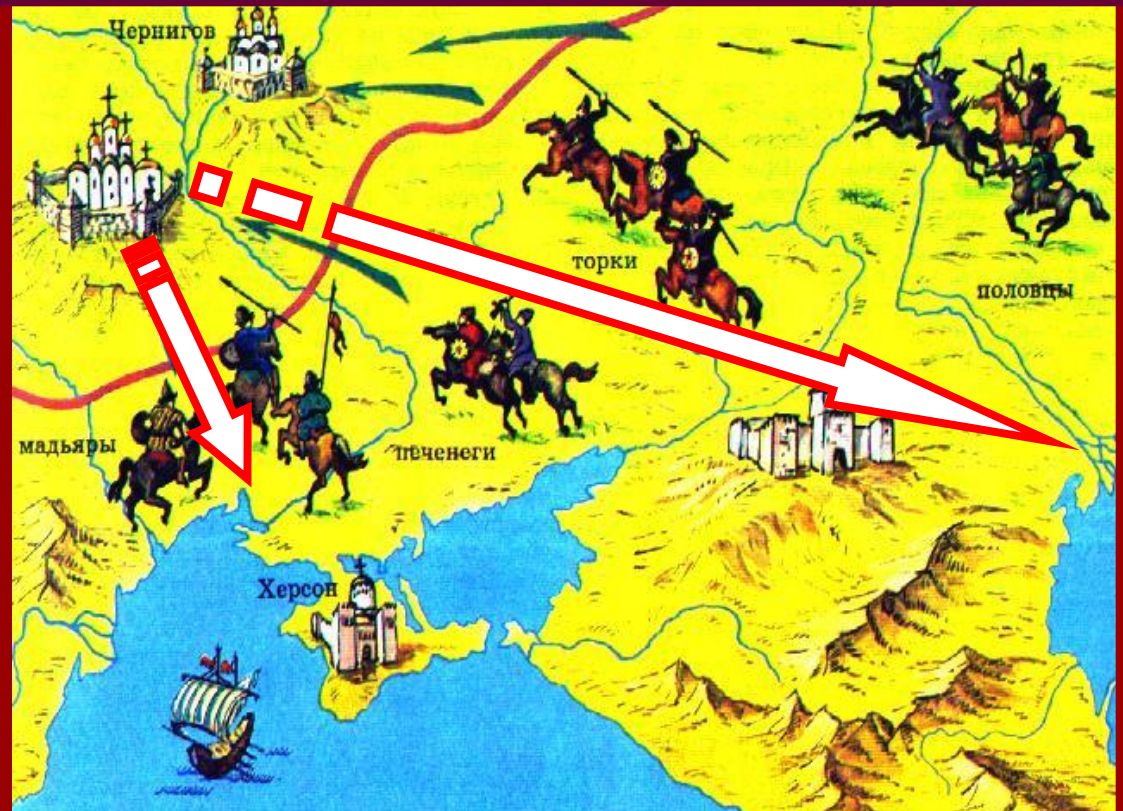 Чернигов
торки
половцы
мадьяры
печенеги
Херсон